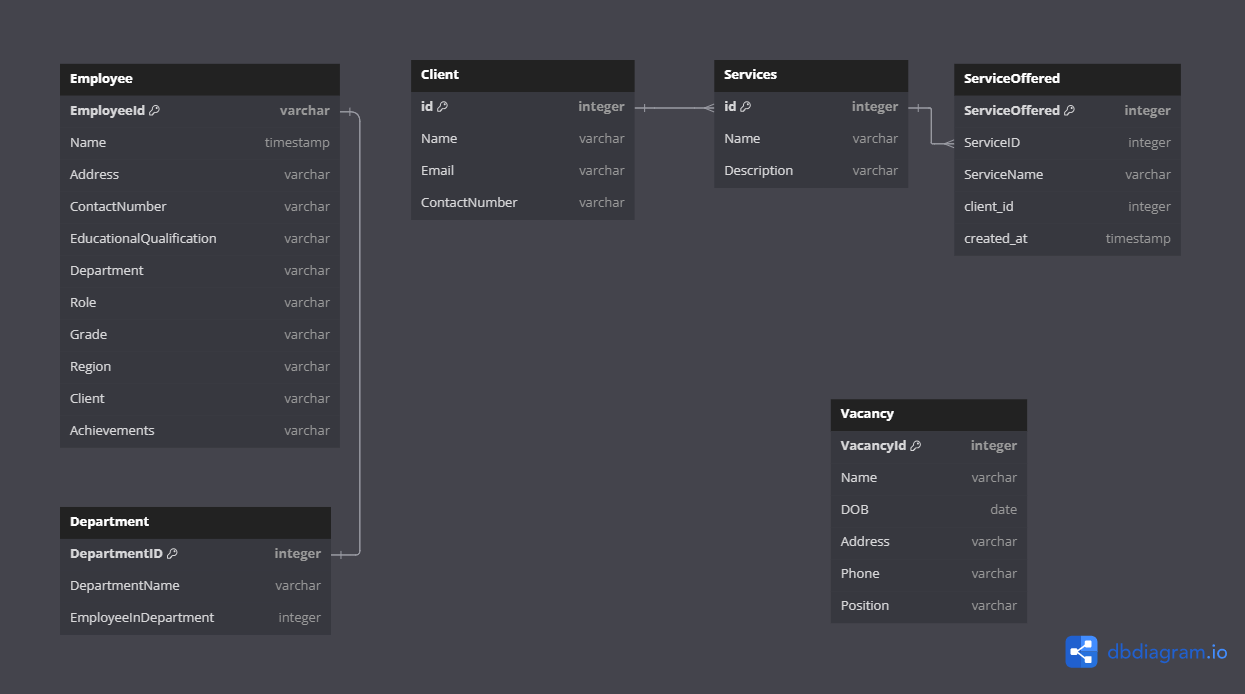 Employee
EmployeeId varchar
Name timestamp
Address varchar
ContactNumber varchar
EducationalQualification varchar
Department varchar
Role varchar
Grade varchar
Region varchar
Client varchar
Achievements varchar
Client
id integer
Name varchar
Email varchar
ContactNumber varchar
Services
id integer
Name varchar
Description varchar
ServiceOffered
ServiceOffered integer
ServiceID integer
ServiceName varchar
client_id integer
created_at timestamp
Department
DepartmentID integer
DepartmentName varchar
EmployeeInDepartment integer
Vacancy
VacancyId integer
Name varchar
DOB date
Address varchar
Phone varchar
Position varchar
dbdiagram.io